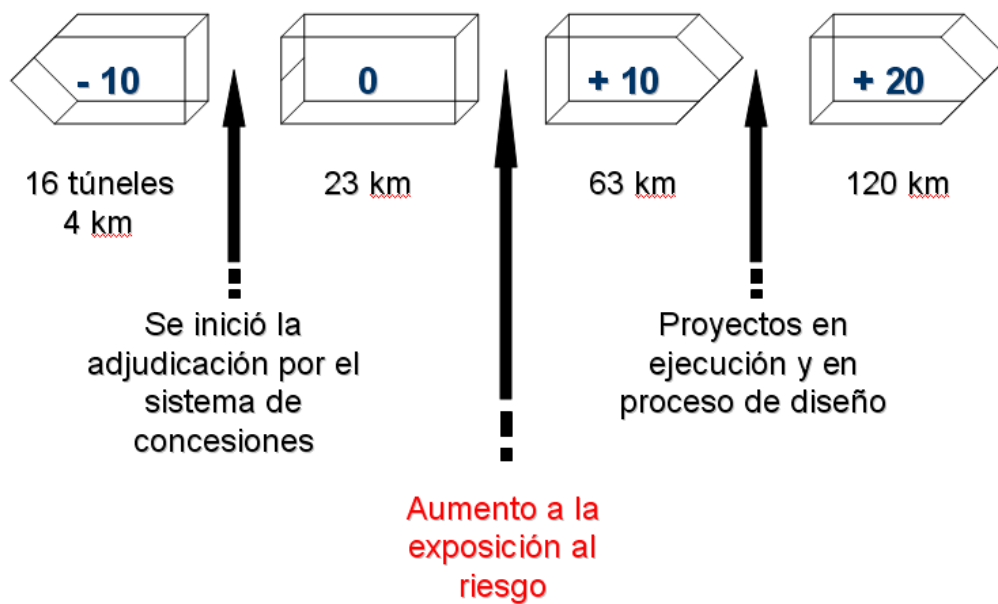 - 10
0
+ 10
+ 20
16 túneles
4 km
23 km
63 km
120 km
Se inició la
adjudicación por el
sistema de
concesiones
Proyectos en
ejecución y en
proceso de diseño
Aumento a la
exposición al
riesgo